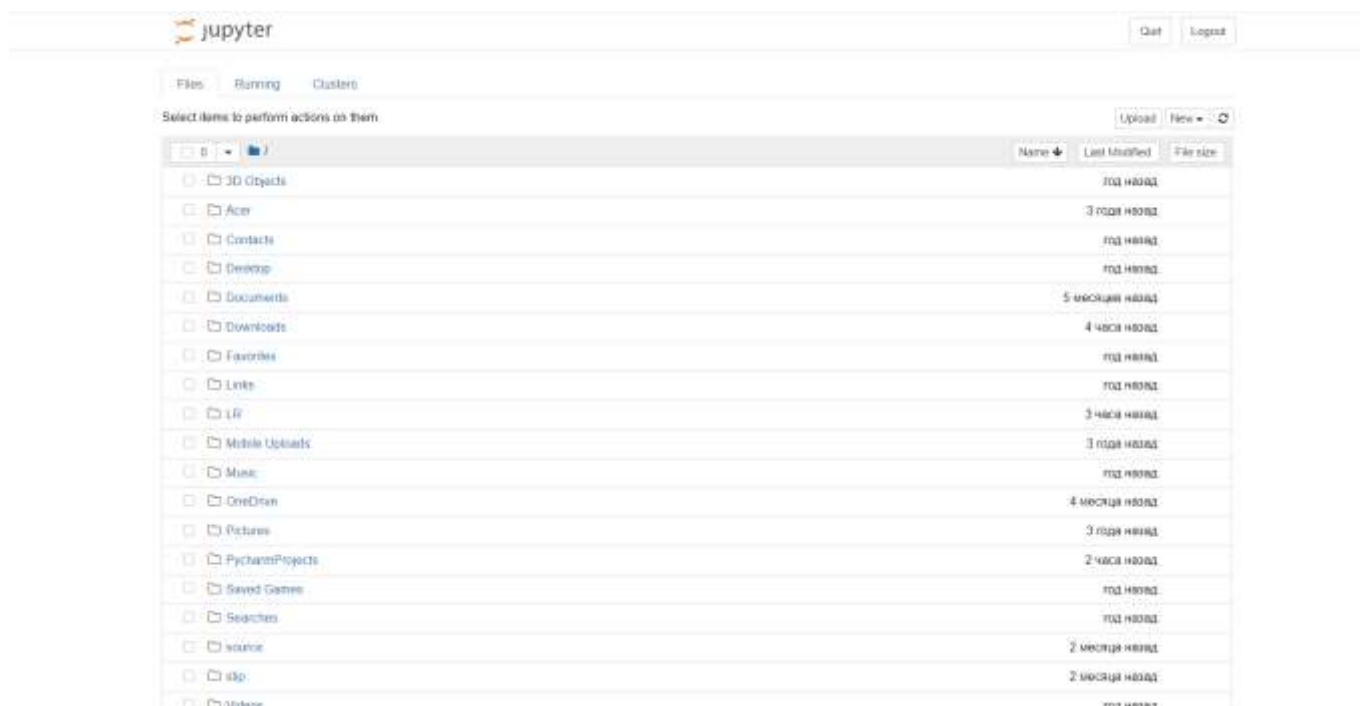 jupyter
Quit Logout
Files Running Clusters
Select items to perform actions on them
Upload New
0 /
Name Last Modified File size
3D Objects год назад
Acer 3 года назад
Contacts год назад
Desktop год назад
Documents 5 месяцев назад
Downloads 4 часа назад
Favorites год назад
Links год назад
LR 3 часа назад
Mobile Uploads 3 года назад
Music год назад
OneDrive 4 месяца назад
Pictures 3 года назад
PycharmProjects 2 часа назад
Saved Games год назад
Searches год назад
source 2 месяца назад
2 месяца назад
Videos год назад